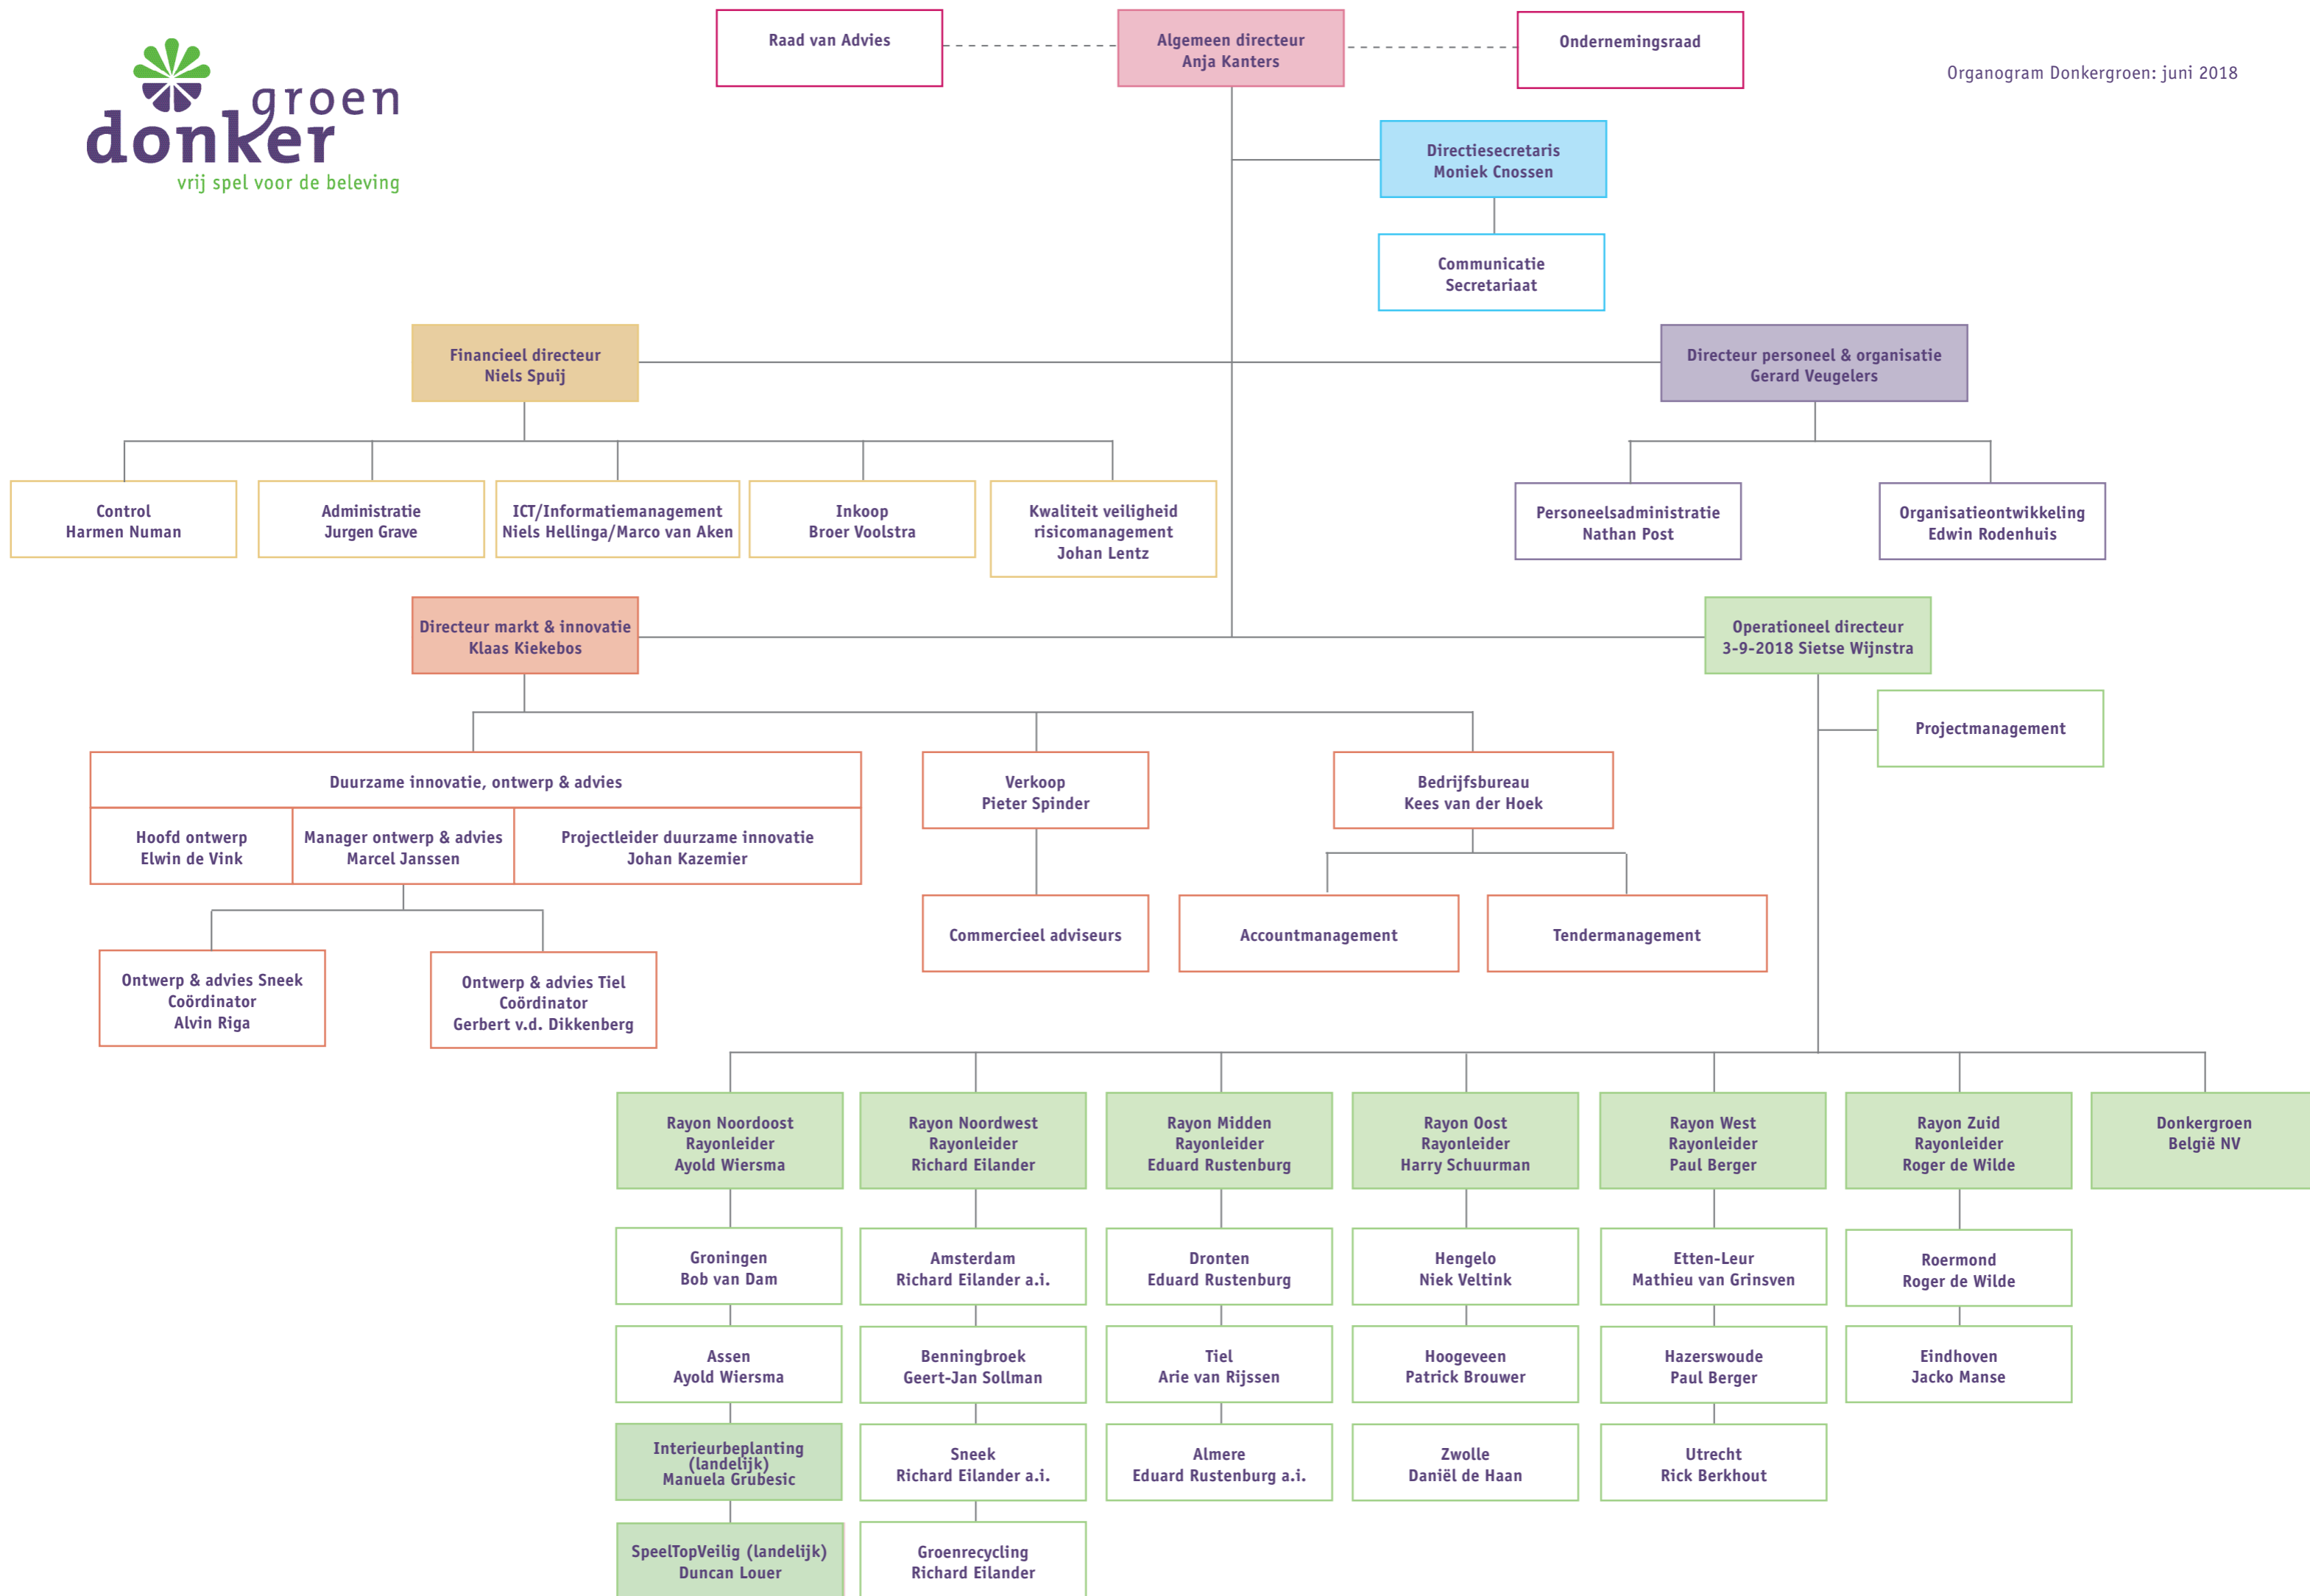 groen
donker
vrij spel voor de beleving
Raad van Advies
Algemeen directeur
Anja Kanters
Ondernemingsraad
Organogram Donkergroen: juni 2018
Directiesecretaris
Moniek Cnossen
Communicatie
Secretariaat
Financieel directeur
Niels Spuij
Directeur personeel & organisatie
Gerard Veugelers
Control
Harmen Numan
Administratie
Jurgen Grave
ICT/Informatiemanagement
Niels Hellinga/Marco van Aken
Inkoop
Broer Voolstra
Kwaliteit veiligheid
risicomanagement
Johan Lentz
Personeelsadministratie
Nathan Post
Organisatieontwikkeling
Edwin Rodenhuis
Directeur markt & innovatie
Klaas Kiekebos
Operationeel directeur
3-9-2018 Sietse Wijnstra
Projectmanagement
Duurzame innovatie, ontwerp & advies
Hoofd ontwerp
Elwin de Vink
Manager ontwerp & advies
Marcel Janssen
Projectleider duurzame innovatie
Johan Kazemier
Verkoop
Pieter Spinder
Bedrijfsbureau
Kees van der Hoek
Commercieel adviseurs
Accountmanagement
Tendermanagement
Ontwerp & advies Sneek
Coördinator
Alvin Riga
Ontwerp & advies Tiel
Coördinator
Gerbert v.d. Dikkenberg
Rayon Noordoost
Rayonleider
Ayold Wiersma
Rayon Noordwest
Rayonleider
Richard Eilander
Rayon Midden
Rayonleider
Eduard Rustenburg
Rayon Oost
Rayonleider
Harry Schuurman
Rayon West
Rayonleider
Paul Berger
Rayon Zuid
Rayonleider
Roger de Wilde
Donkergroen
België NV
Groningen
Bob van Dam
Amsterdam
Richard Eilander a.i.
Dronten
Eduard Rustenburg
Hengelo
Niek Veltink
Etten-Leur
Mathieu van Grinsven
Roermond
Roger de Wilde
Assen
Ayold Wiersma
Benningbroek
Geert-Jan Sollman
Tiel
Arie van Rijssen
Hoogeveen
Patrick Brouwer
Hazerswoude
Paul Berger
Eindhoven
Jacko Manse
Interieurbeplanting
(landelijk)
Manuela Grubesic
Sneek
Richard Eilander a.i.
Almere
Eduard Rustenburg a.i.
Zwolle
Daniël de Haan
Utrecht
Rick Berkhout
SpeelTopVeilig (landelijk)
Duncan Louer
Groenrecycling
Richard Eilander